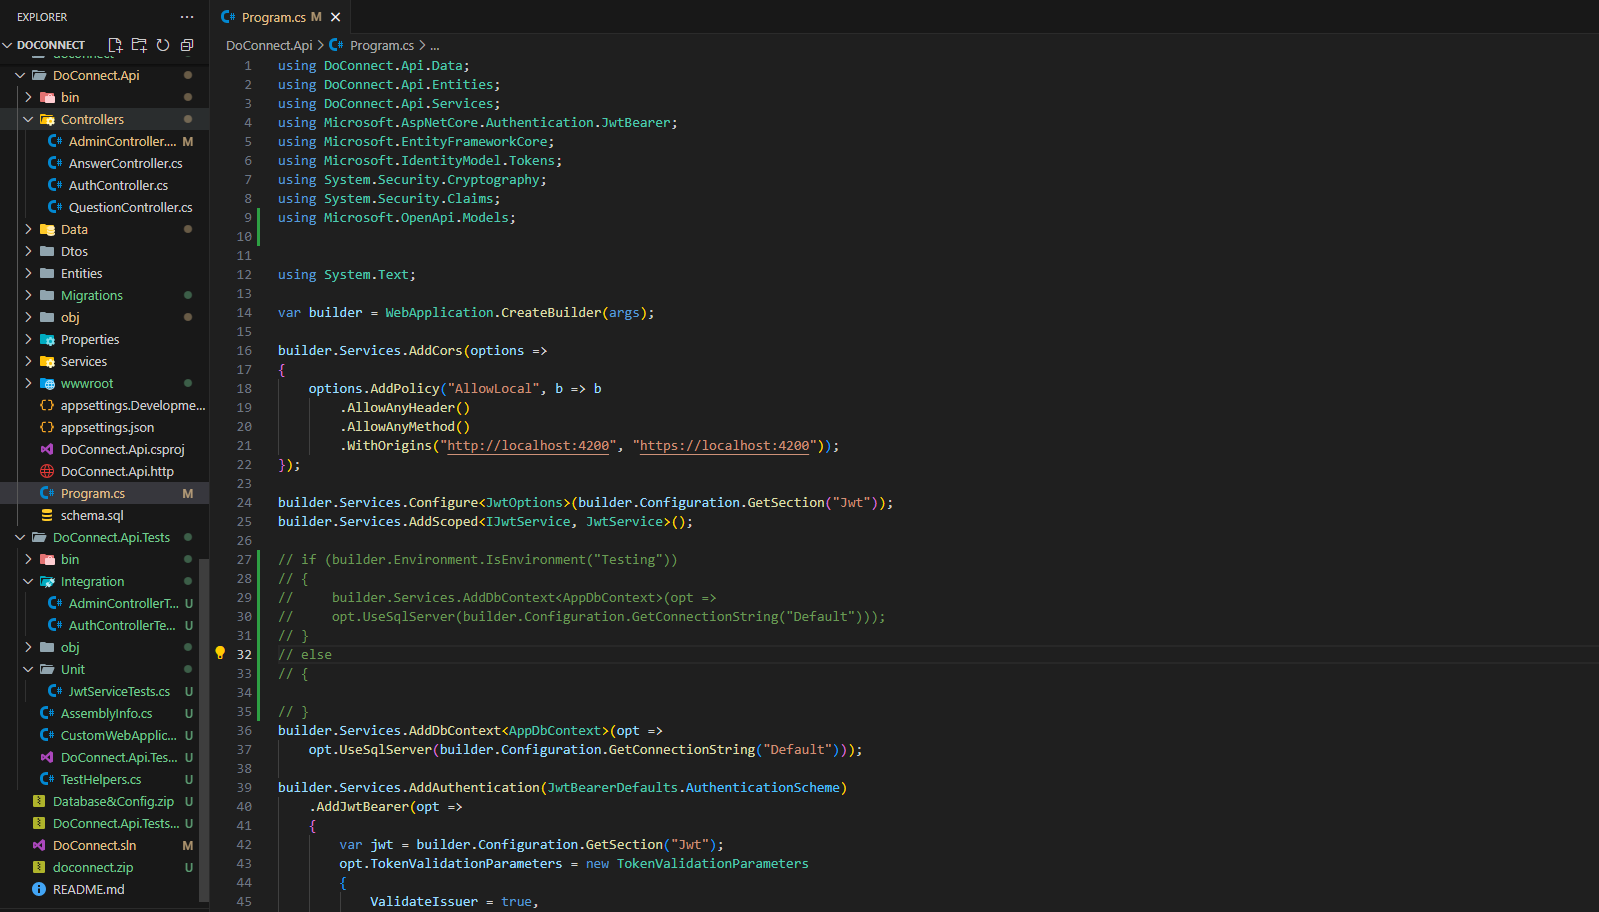 EXPLORER
DOCONNECT
doconnect
DoConnect.Api
bin
Controllers
AdminController.... M
AnswerController.cs
AuthController.cs
QuestionController.cs
Data
Dtos
Entities
Migrations
obj
Properties
Services
wwwroot
appsettings.Developme...
appsettings.json
DoConnect.Api.csproj
DoConnect.Api.http
Program.cs M
schema.sql
DoConnect.Api.Tests
bin
Integration
AdminControllerT... U
AuthControllerTe... U
obj
Unit
JwtServiceTests.cs U
AssemblyInfo.cs U
CustomWebApplic... U
DoConnect.Api.Tes... U
TestHelpers.cs U
Database&Config.zip U
DoConnect.Api.Tests... U
DoConnect.sln M
doconnect.zip U
README.md
Program.cs M
DoConnect.Api > Program.cs > ...
1 using DoConnect.Api.Data;
2 using DoConnect.Api.Entities;
3 using DoConnect.Api.Services;
4 using Microsoft.AspNetCore.Authentication.JwtBearer;
5 using Microsoft.EntityFrameworkCore;
6 using Microsoft.IdentityModel.Tokens;
7 using System.Security.Cryptography;
8 using System.Security.Claims;
9 using Microsoft.OpenApi.Models;
10
11
12 using System.Text;
13
14 var builder = WebApplication.CreateBuilder(args);
15
16 builder.Services.AddCors(options =>
17 {
18     options.AddPolicy("AllowLocal", b => b
19         .AllowAnyHeader()
20         .AllowAnyMethod()
21         .WithOrigins("http://localhost:4200", "https://localhost:4200"));
22 });
23
24 builder.Services.Configure<JwtOptions>(builder.Configuration.GetSection("Jwt"));
25 builder.Services.AddScoped<IJwtService, JwtService>();
26
27 // if (builder.Environment.IsEnvironment("Testing"))
28 // {
29 //     builder.Services.AddDbContext<AppDbContext>(opt =>
30 //     opt.UseSqlServer(builder.Configuration.GetConnectionString("Default")));
31 // }
32 // else
33 // {
34
35 // }
36 builder.Services.AddDbContext<AppDbContext>(opt =>
37     opt.UseSqlServer(builder.Configuration.GetConnectionString("Default")));
38
39 builder.Services.AddAuthentication(JwtBearerDefaults.AuthenticationScheme)
40     .AddJwtBearer(opt =>
41     {
42         var jwt = builder.Configuration.GetSection("Jwt");
43         opt.TokenValidationParameters = new TokenValidationParameters
44         {
45             ValidateIssuer = true,